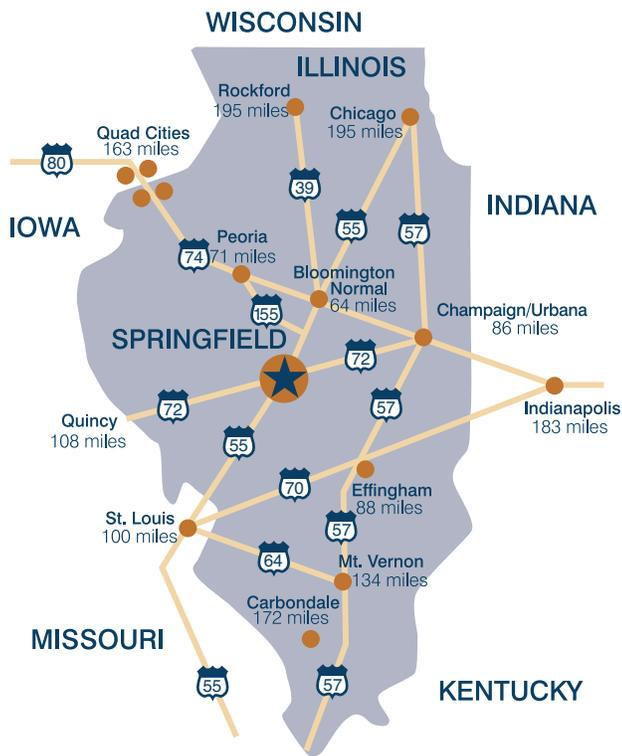 WISCONSIN
ILLINOIS
Rockford
195 miles
Chicago
195 miles
Quad Cities
163 miles
80
39
INDIANA
IOWA
55
57
Peoria
71 miles
74
Bloomington
Normal
64 miles
155
Champaign/Urbana
86 miles
SPRINGFIELD
72
72
57
Indianapolis
183 miles
Quincy
108 miles
55
70
Effingham
88 miles
St. Louis
100 miles
57
64
Mt. Vernon
134 miles
Carbondale
172 miles
MISSOURI
55
57
KENTUCKY